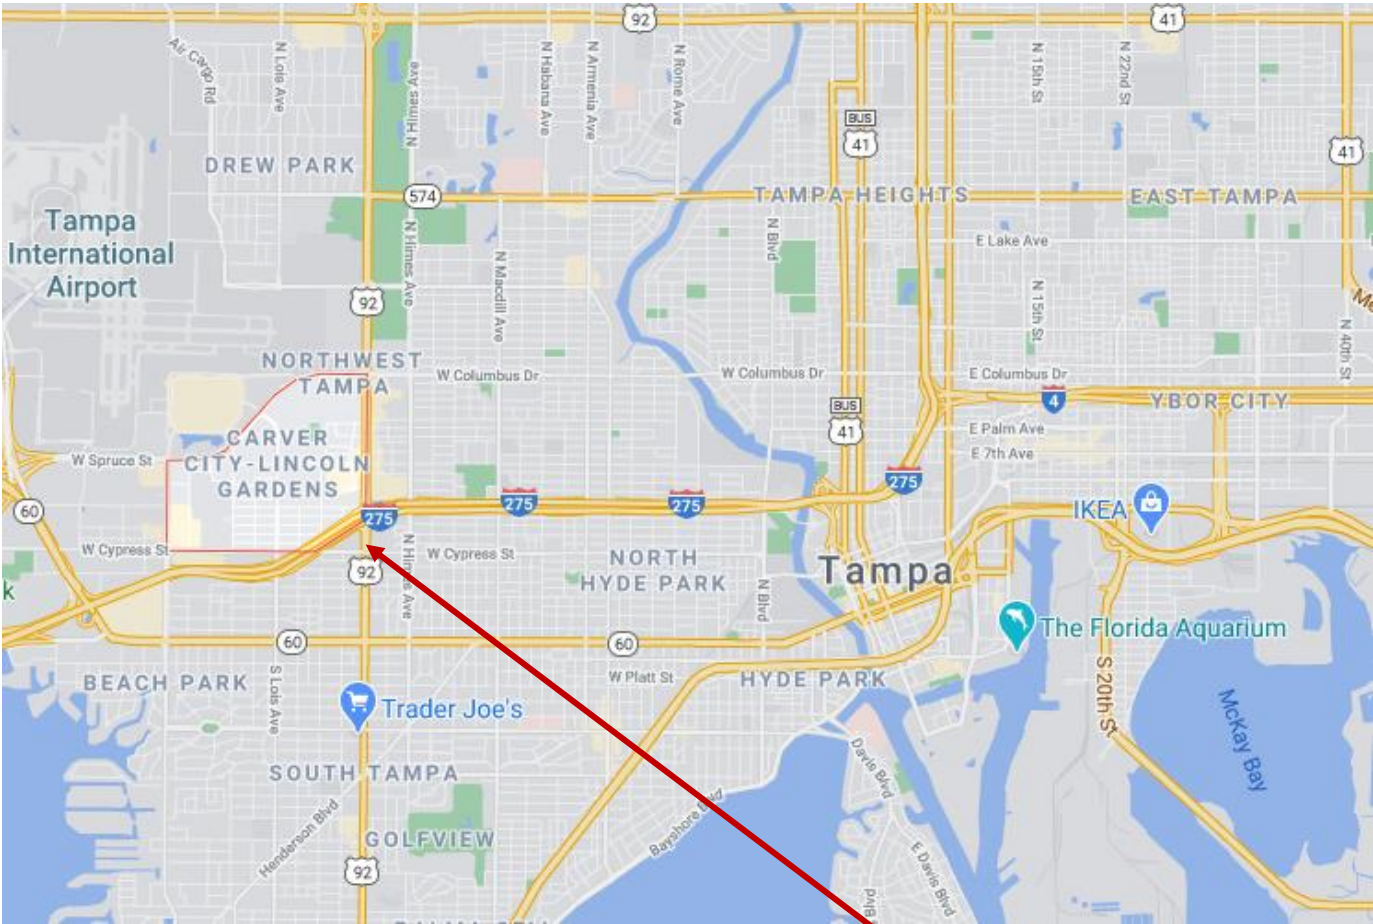 92
41
Air Cargo Rd
N Lois Ave
N Himes Ave
N Habana Ave
N Armenia Ave
N Rome Ave
N 15th St
N 22nd St
BUS
41
41
DREW PARK
574
TAMPA HEIGHTS
EAST TAMPA
Tampa
International
Airport
N Himes Ave
N Macdill Ave
N Blvd
E Lake Ave
N 15th St
92
N 40th St
NORTHWEST
TAMPA
W Columbus Dr
W Columbus Dr
E Columbus Dr
BUS
41
4
YBOR CITY
CARVER
CITY-LINCOLN
GARDENS
W Spruce St
E Palm Ave
E 7th Ave
60
275
275
275
275
IKEA
W Cypress St
N Himes Ave
W Cypress St
92
NORTH
HYDE PARK
N Blvd
Tampa
k
60
60
The Florida Aquarium
BEACH PARK
S Lois Ave
W Platt St
HYDE PARK
S 20th St
McKay Bay
Trader Joe's
SOUTH TAMPA
Davis Blvd
Henderson Blvd
GOLFVIEW
Bayshore Blvd
E Davis Blvd
92
Blvd